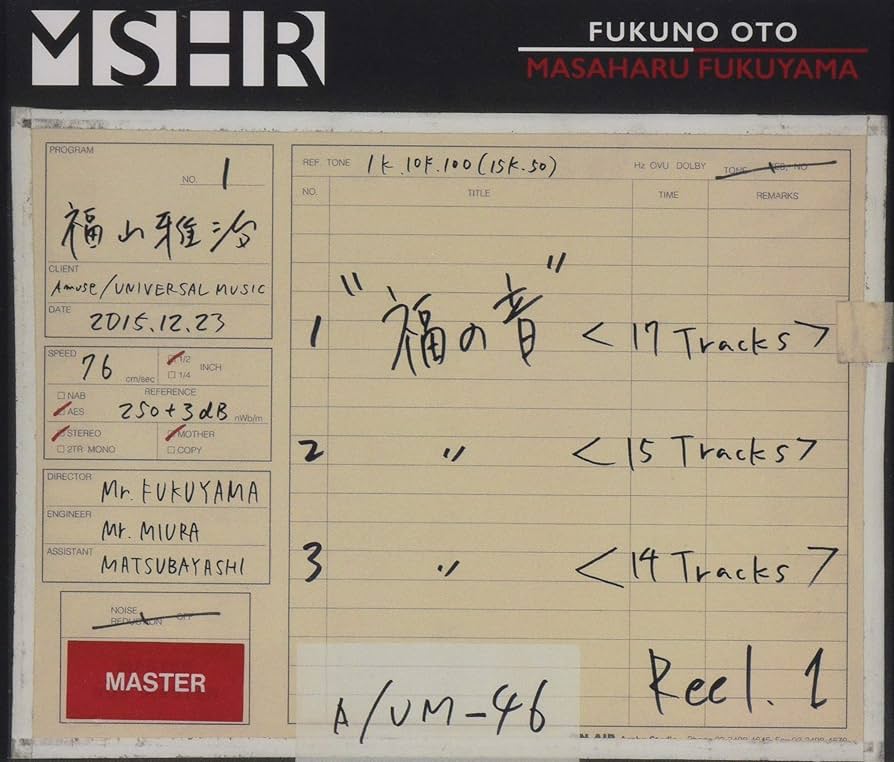 MSHR
FUKUNO OTO
MASAHARU FUKUYAMA
PROGRAM
NO. 1
福山雅治
CLIENT
Amuse/UNIVERSAL MUSIC
DATE
2015.12.23
SPEED
76 cm/sec
1/2
1/4
INCH
NAB
AES
REFERENCE
250+3dB nWb/m
STEREO
MOTHER
2TR MONO
COPY
DIRECTOR
Mr. FUKUYAMA
ENGINEER
Mr. MIURA
ASSISTANT
MATSUBAYASHI
NOISE
REDUCTION OFF
MASTER
REF. TONE 1K.10K.100(15K.50) Hz OVU DOLBY TONE YES, NO
NO. TITLE TIME REMARKS
1 "福の音" <17 Tracks>
2 〃 <15 Tracks>
3 〃 <14 Tracks>
Reel.1
A/UM-46